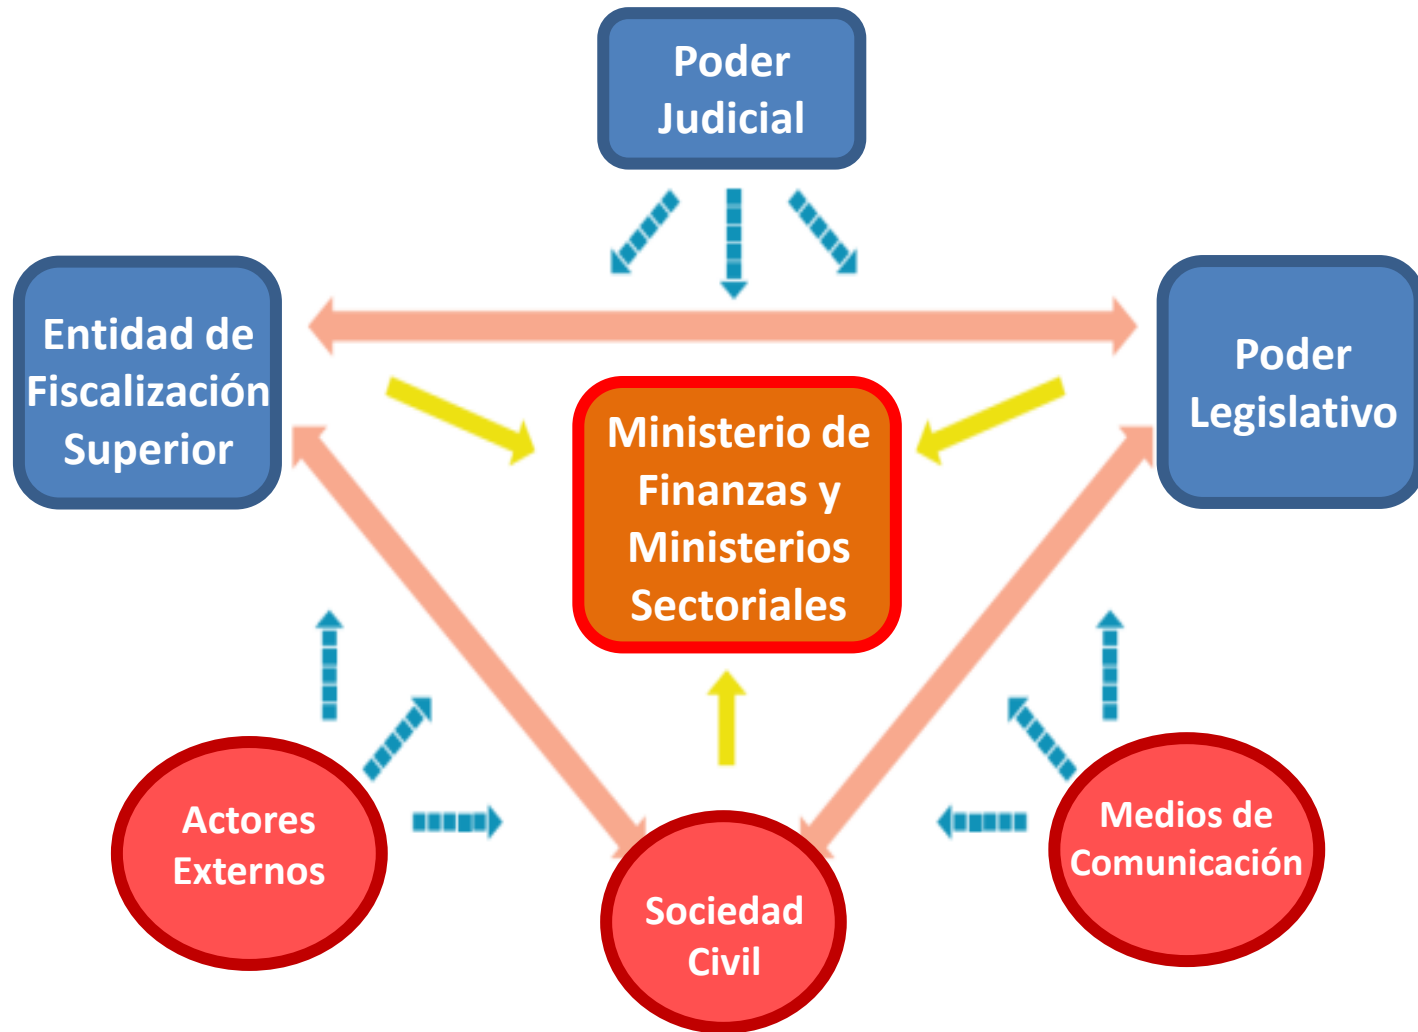 Poder
Judicial
Entidad de
Fiscalización
Superior
Poder
Legislativo
Ministerio de
Finanzas y
Ministerios
Sectoriales
Actores
Externos
Sociedad
Civil
Medios de
Comunicación